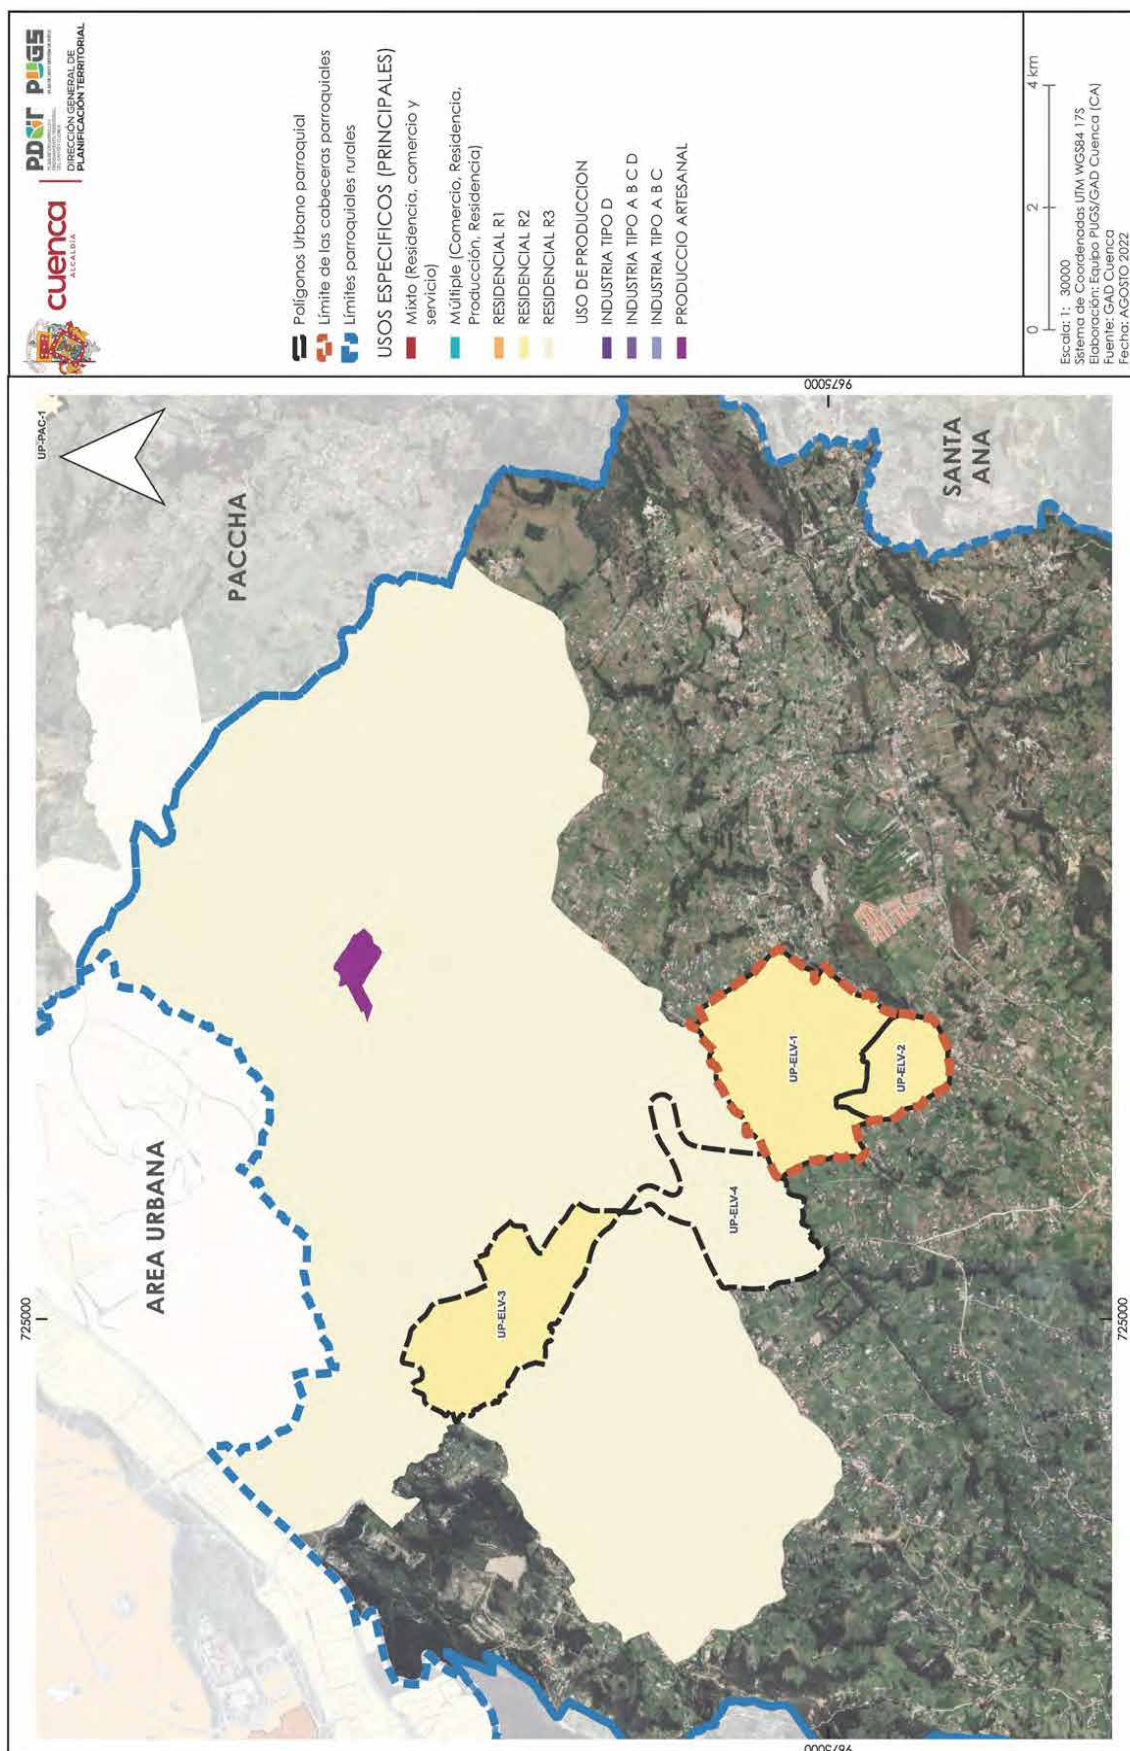 cuenca
ALCALDÍA
PDOT
PUGS
DIRECCIÓN GENERAL DE
PLANIFICACIÓN TERRITORIAL
Polígonos Urbano parroquial
Límite de las cabeceras parroquiales
Límites parroquiales rurales
USOS ESPECIFICOS (PRINCIPALES)
Mixto (Residencia, comercio y
servicio)
Múltiple (Comercio, Residencia,
Producción, Residencia)
RESIDENCIAL R1
RESIDENCIAL R2
RESIDENCIAL R3
USO DE PRODUCCION
INDUSTRIA TIPO D
INDUSTRIA TIPO A B C D
INDUSTRIA TIPO A B C
PRODUCCIO ARTESANAL
0 2 4 km
Escala: 1: 30000
Sistema de Coordenadas UTM WGS84 17S
Elaboración: Equipo PUGS/GAD Cuenca (CA)
Fuente: GAD Cuenca
Fecha: AGOSTO 2022
725000
UP-PAC-1
PACCHA
AREA URBANA
UP-ELV-3
UP-ELV-4
UP-ELV-1
UP-ELV-2
SANTA
ANA
9675000
725000
9675000